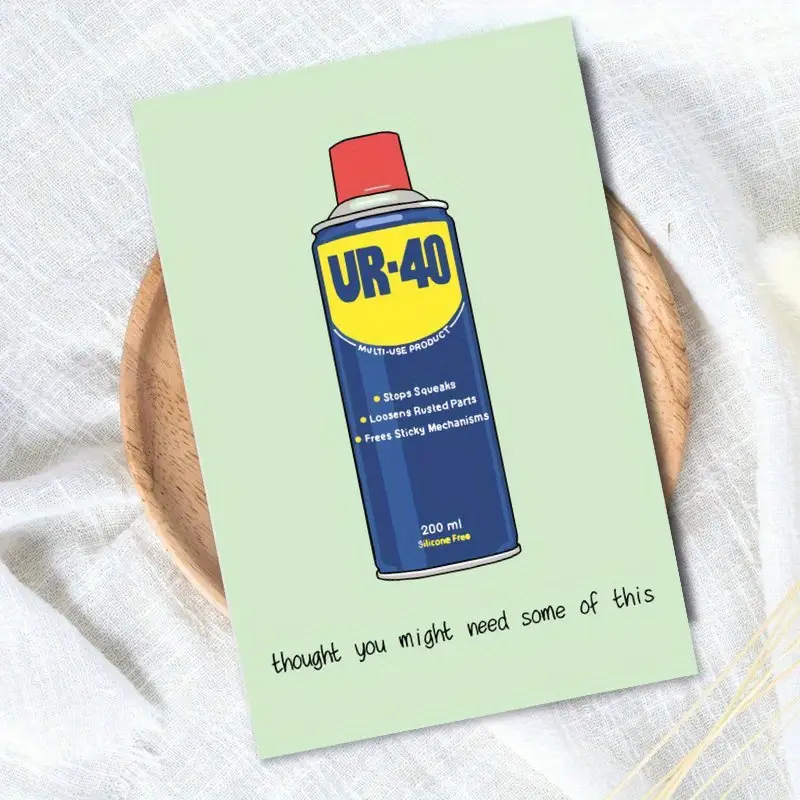 UR-40
MULTI-USE PRODUCT
• Stops Squeaks
• Loosens Rusted Parts
• Frees Sticky Mechanisms
200 ml
Silicone Free
thought you might need some of this